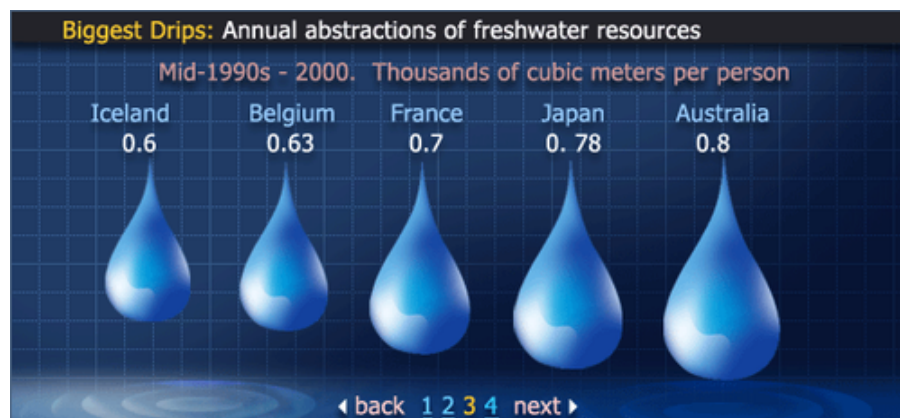 Biggest Drips: Annual abstractions of freshwater resources
Mid-1990s - 2000. Thousands of cubic meters per person
Iceland Belgium France Japan Australia
0.6 0.63 0.7 0. 78 0.8
back 1 2 3 4 next